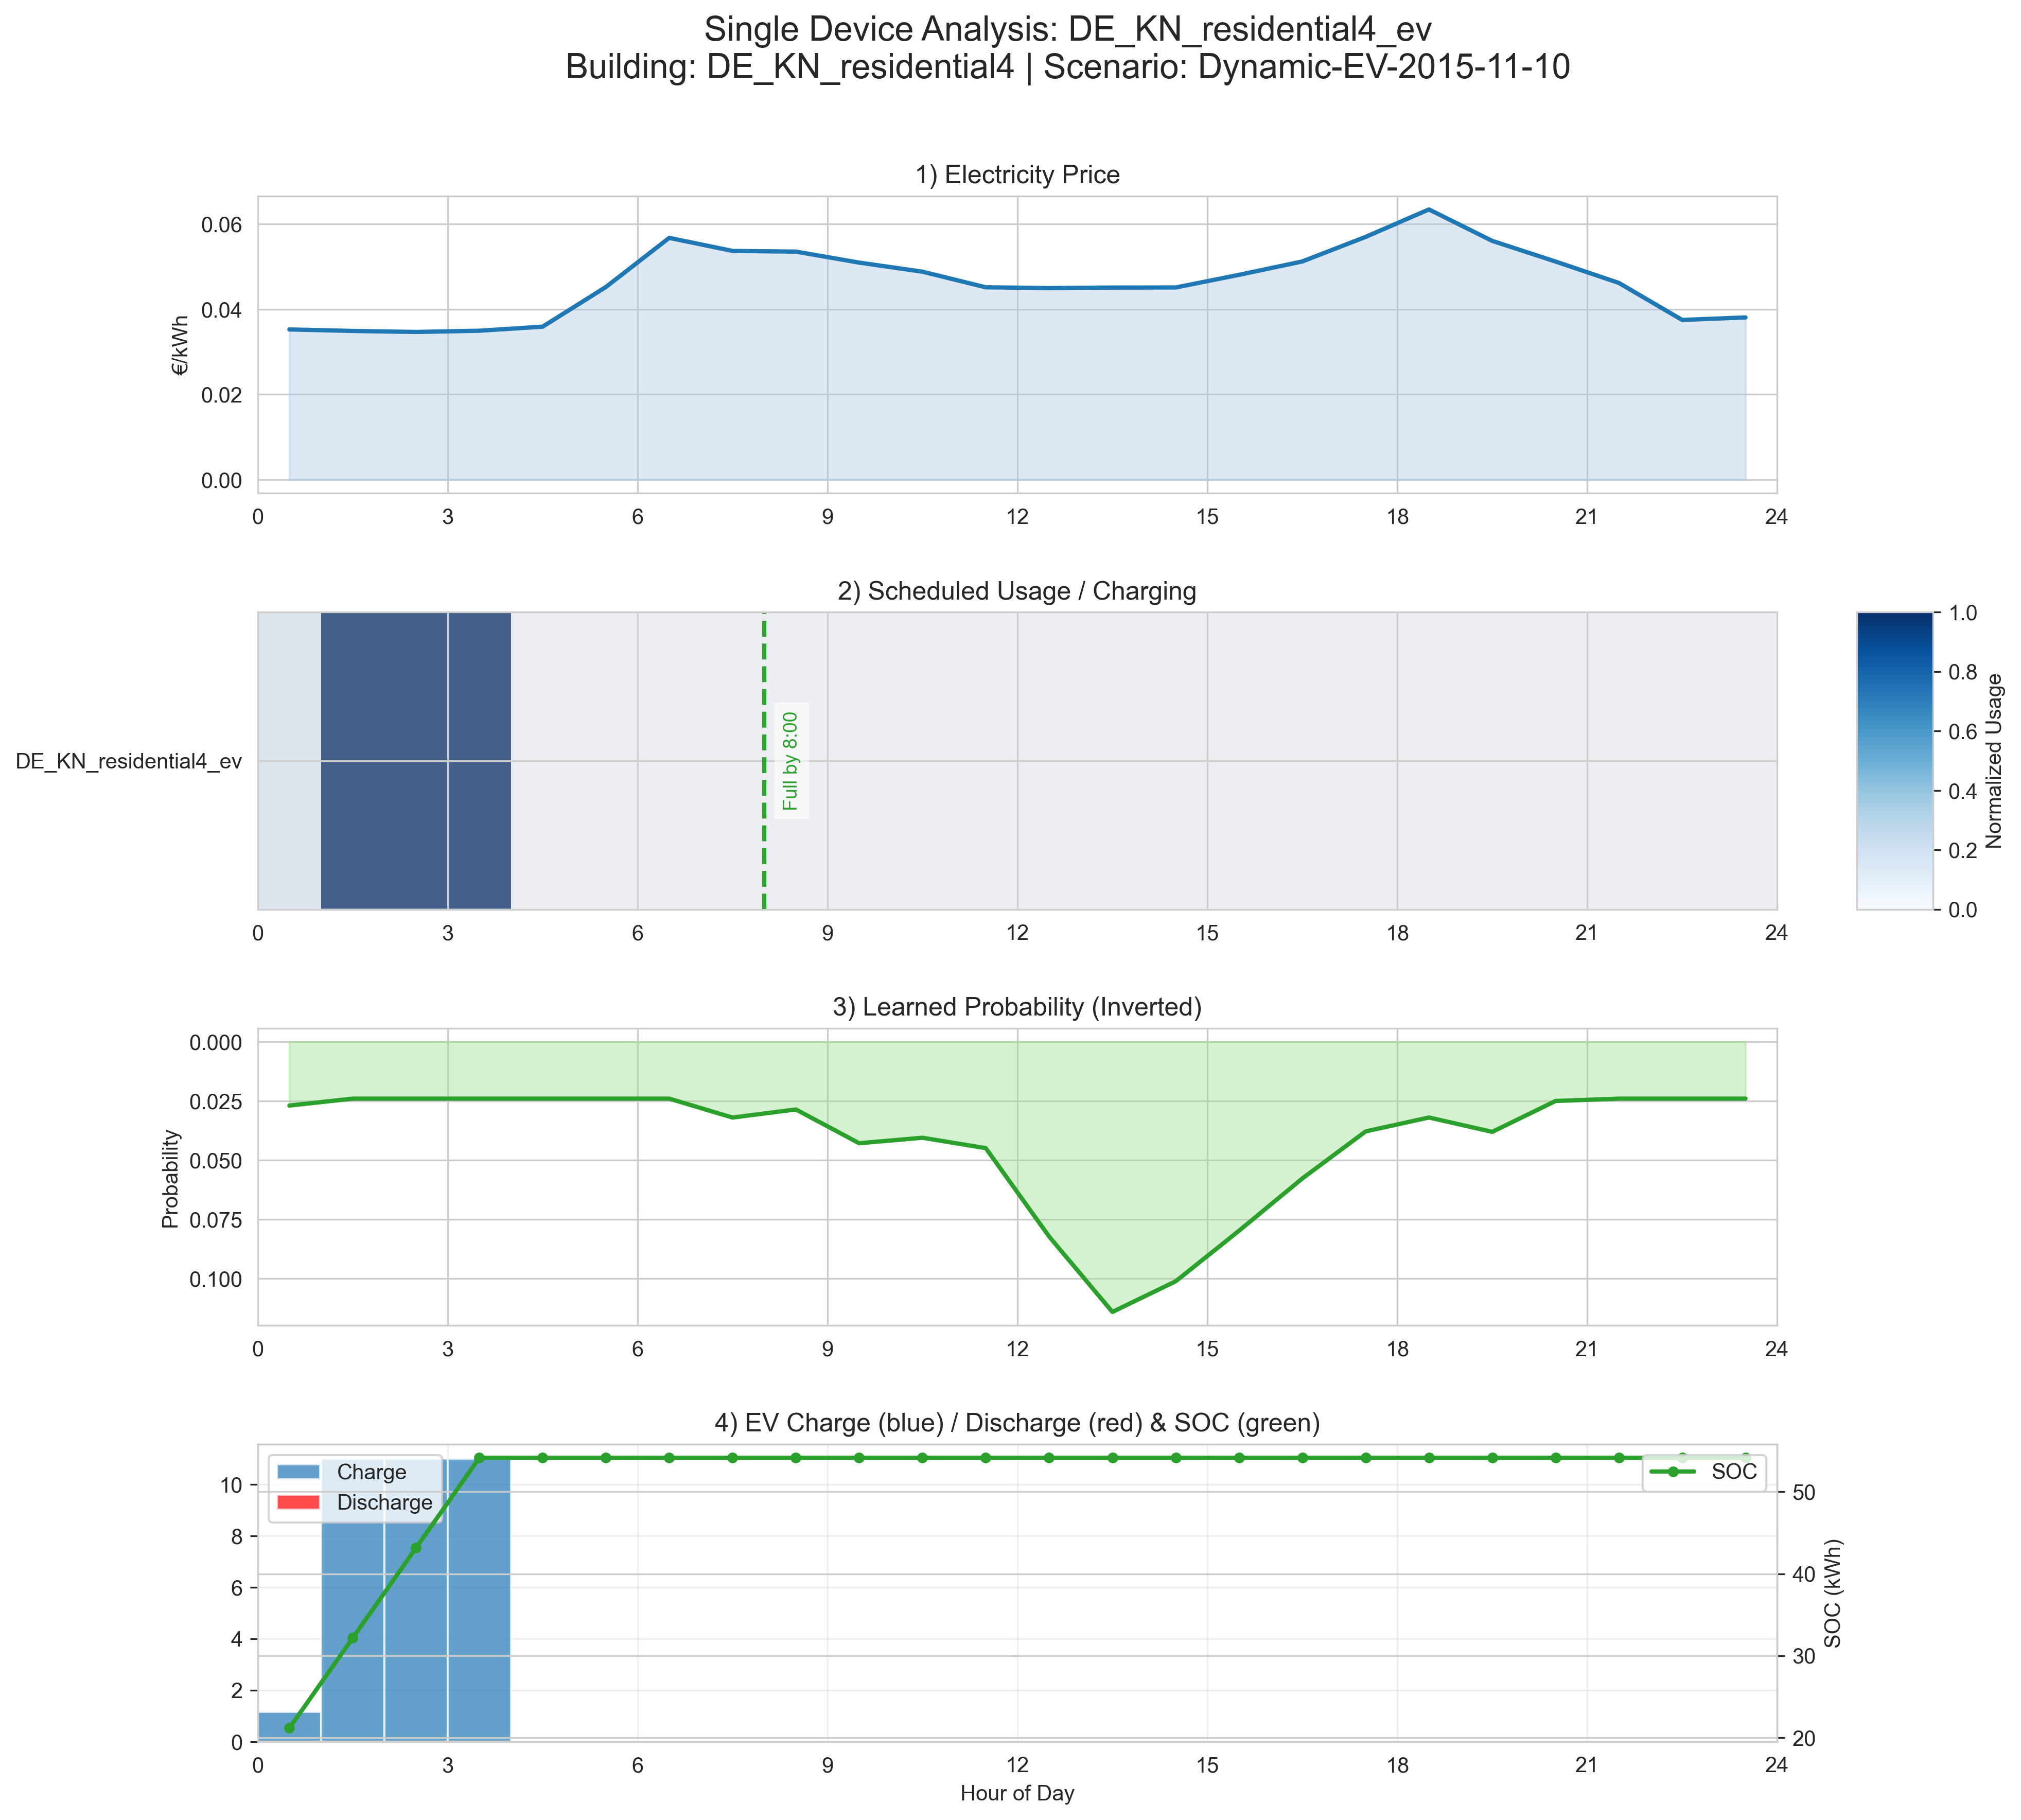 Single Device Analysis: DE_KN_residential4_ev
Building: DE_KN_residential4 | Scenario: Dynamic-EV-2015-11-10
1) Electricity Price
€/kWh
0.06
0.04
0.02
0.00
0 3 6 9 12 15 18 21 24
2) Scheduled Usage / Charging
DE_KN_residential4_ev
Full by 8:00
0 3 6 9 12 15 18 21 24
1.0
0.8
0.6
0.4
0.2
0.0
Normalized Usage
3) Learned Probability (Inverted)
Probability
0.000
0.025
0.050
0.075
0.100
0 3 6 9 12 15 18 21 24
4) EV Charge (blue) / Discharge (red) & SOC (green)
Charge
Discharge
SOC
10
8
6
4
2
0
50
40
30
20
SOC (kWh)
0 3 6 9 12 15 18 21 24
Hour of Day